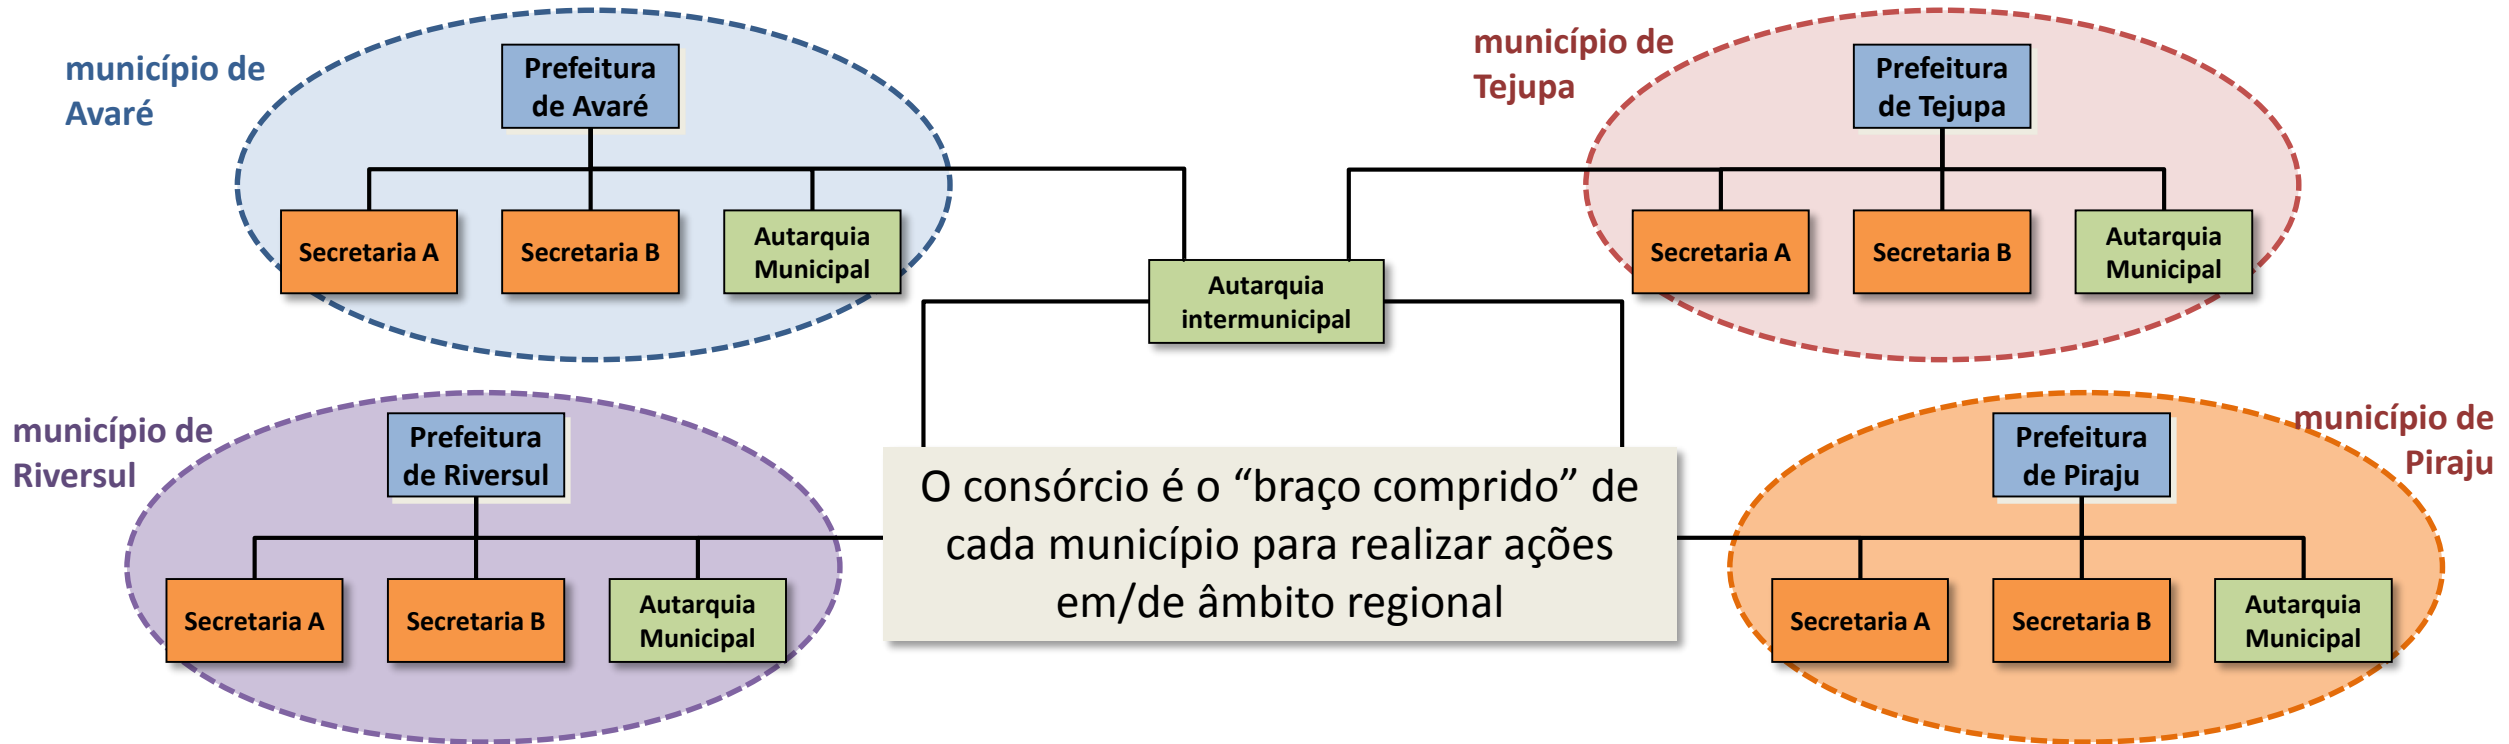 município de
Avaré
Prefeitura
de Avaré
Secretaria A
Secretaria B
Autarquia
Municipal
município de
Tejupa
Prefeitura
de Tejupa
Secretaria A
Secretaria B
Autarquia
Municipal
Autarquia
intermunicipal
município de
Riversul
Prefeitura
de Riversul
Secretaria A
Secretaria B
Autarquia
Municipal
O consórcio é o “braço comprido” de
cada município para realizar ações
em/de âmbito regional
município de
Piraju
Prefeitura
de Piraju
Secretaria A
Secretaria B
Autarquia
Municipal